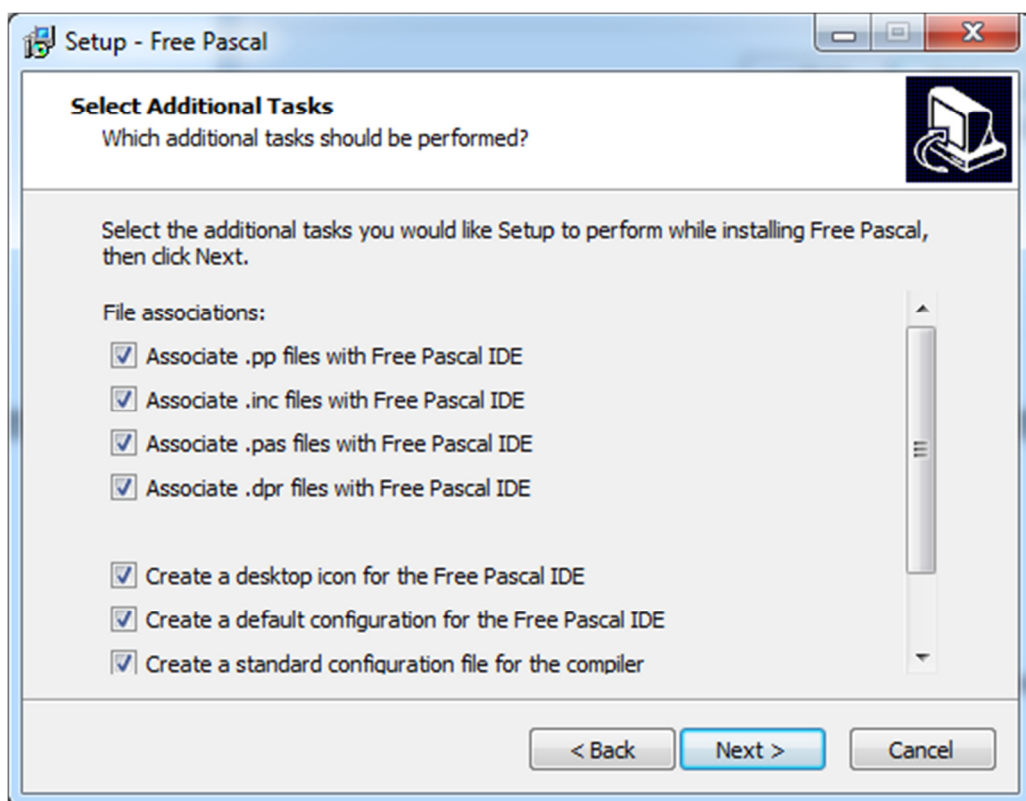 Setup - Free Pascal
Select Additional Tasks
Which additional tasks should be performed?
Select the additional tasks you would like Setup to perform while installing Free Pascal,
then click Next.
File associations:
Associate .pp files with Free Pascal IDE
Associate .inc files with Free Pascal IDE
Associate .pas files with Free Pascal IDE
Associate .dpr files with Free Pascal IDE
Create a desktop icon for the Free Pascal IDE
Create a default configuration for the Free Pascal IDE
Create a standard configuration file for the compiler
< Back Next > Cancel